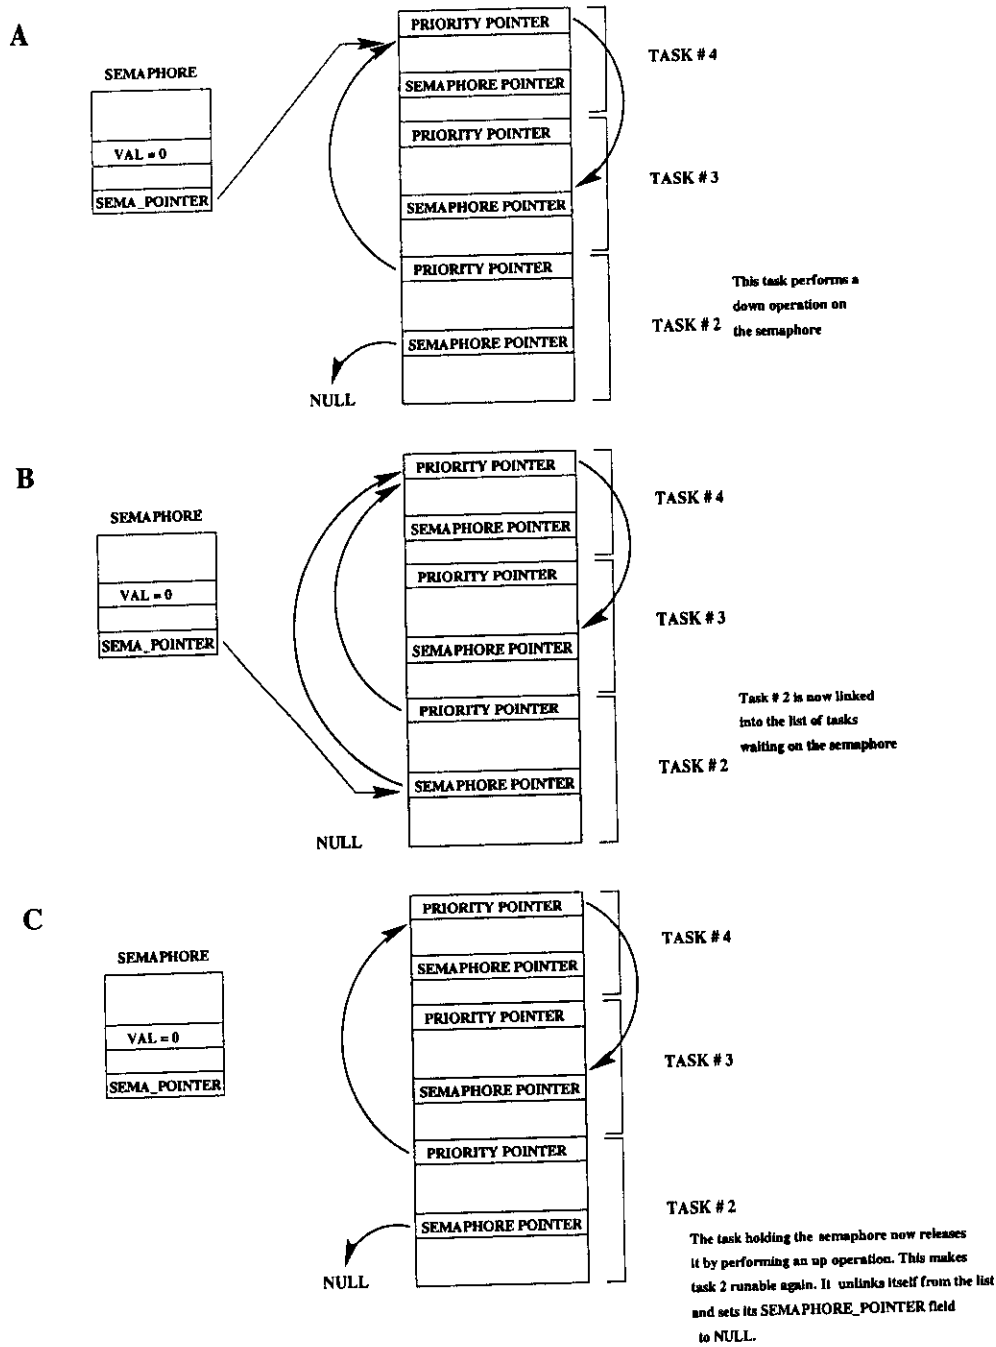 A
SEMAPHORE
VAL = 0
SEMA_POINTER
PRIORITY POINTER
SEMAPHORE POINTER
PRIORITY POINTER
SEMAPHORE POINTER
PRIORITY POINTER
SEMAPHORE POINTER
NULL
TASK # 4
TASK # 3
TASK # 2
This task performs a
down operation on
the semaphore
B
SEMAPHORE
VAL = 0
SEMA_POINTER
PRIORITY POINTER
SEMAPHORE POINTER
PRIORITY POINTER
SEMAPHORE POINTER
PRIORITY POINTER
SEMAPHORE POINTER
NULL
TASK # 4
TASK # 3
Task # 2 is now linked
into the list of tasks
waiting on the semaphore
TASK # 2
C
SEMAPHORE
VAL = 0
SEMA_POINTER
PRIORITY POINTER
SEMAPHORE POINTER
PRIORITY POINTER
SEMAPHORE POINTER
PRIORITY POINTER
SEMAPHORE POINTER
NULL
TASK # 4
TASK # 3
TASK # 2
The task holding the semaphore now releases
it by performing an up operation. This makes
task 2 runable again. It unlinks itself from the list
and sets its SEMAPHORE_POINTER field
to NULL.